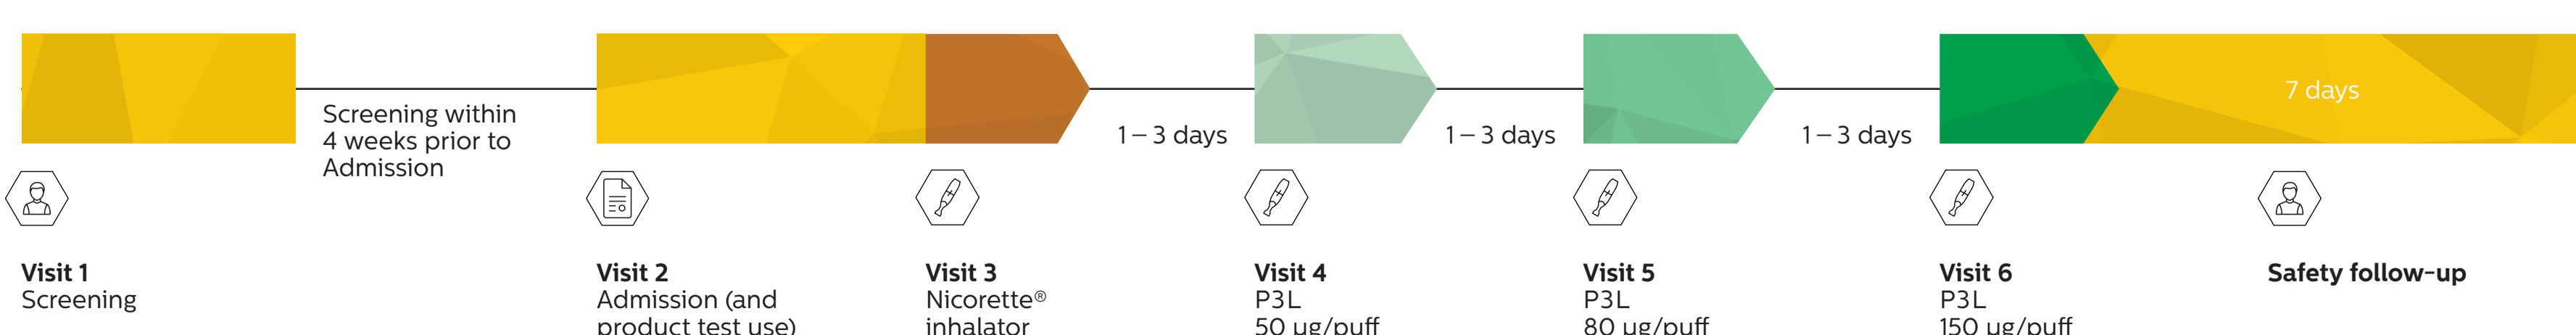 7 days
Screening within
4 weeks prior to
Admission
1 – 3 days
1 – 3 days
1 – 3 days
Visit 1
Screening
Visit 2
Admission (and
product test use)
Visit 3
Nicorette®
inhalator
Visit 4
P3L
50 µg/puff
Visit 5
P3L
80 µg/puff
Visit 6
P3L
150 µg/puff
Safety follow-up